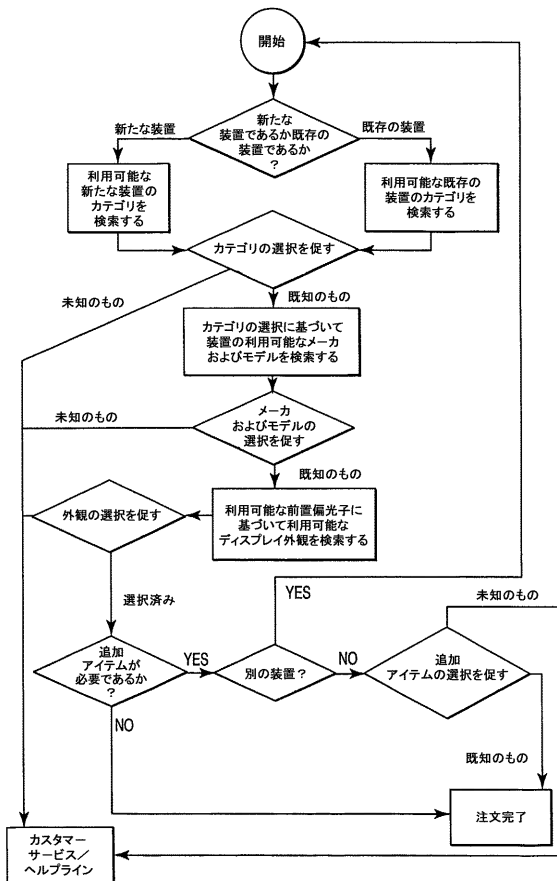 開始
新たな
装置であるか既存の
装置であるか
?
新たな装置
既存の装置
利用可能な
新たな装置の
カテゴリを
検索する
利用可能な既存の
装置のカテゴリを
検索する
カテゴリの選択を促す
未知のもの
既知のもの
カテゴリの選択に基づいて
装置の利用可能なメーカ
およびモデルを検索する
未知のもの
メーカ
およびモデルの
選択を促す
既知のもの
外観の選択を促す
利用可能な前置偏光子に
基づいて利用可能な
ディスプレイ外観を検索する
選択済み
YES
未知のもの
追加
アイテムが
必要であるか
?
YES
別の装置?
NO
追加
アイテムの選択を促す
NO
既知のもの
注文完了
カスタマー
サービス/
ヘルプライン